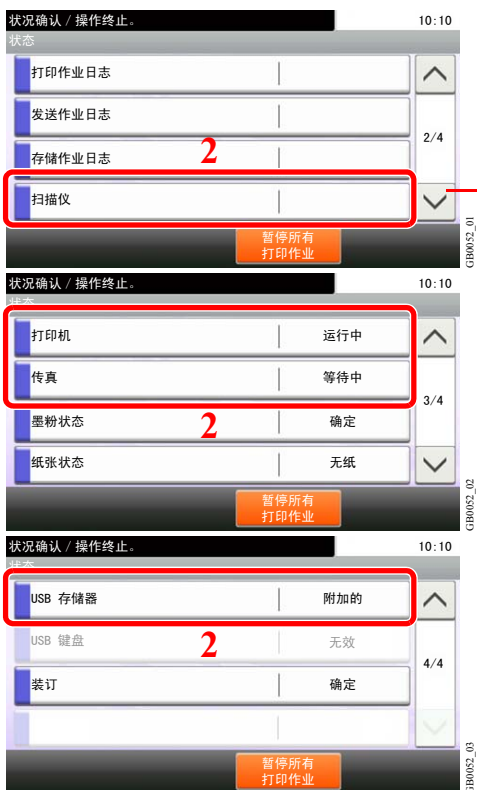 状况确认 / 操作终止。 10:10
状态
打印作业日志
发送作业日志
2/4
存储作业日志
2
扫描仪
暂停所有
打印作业
GB0052_01
状况确认 / 操作终止。 10:10
状态
打印机 运行中
传真 等待中
3/4
墨粉状态 确定
2
纸张状态 无纸
暂停所有
打印作业
GB0052_02
状况确认 / 操作终止。 10:10
状态
USB 存储器 附加的
USB 键盘 无效
2
4/4
装订 确定
暂停所有
打印作业
GB0052_03